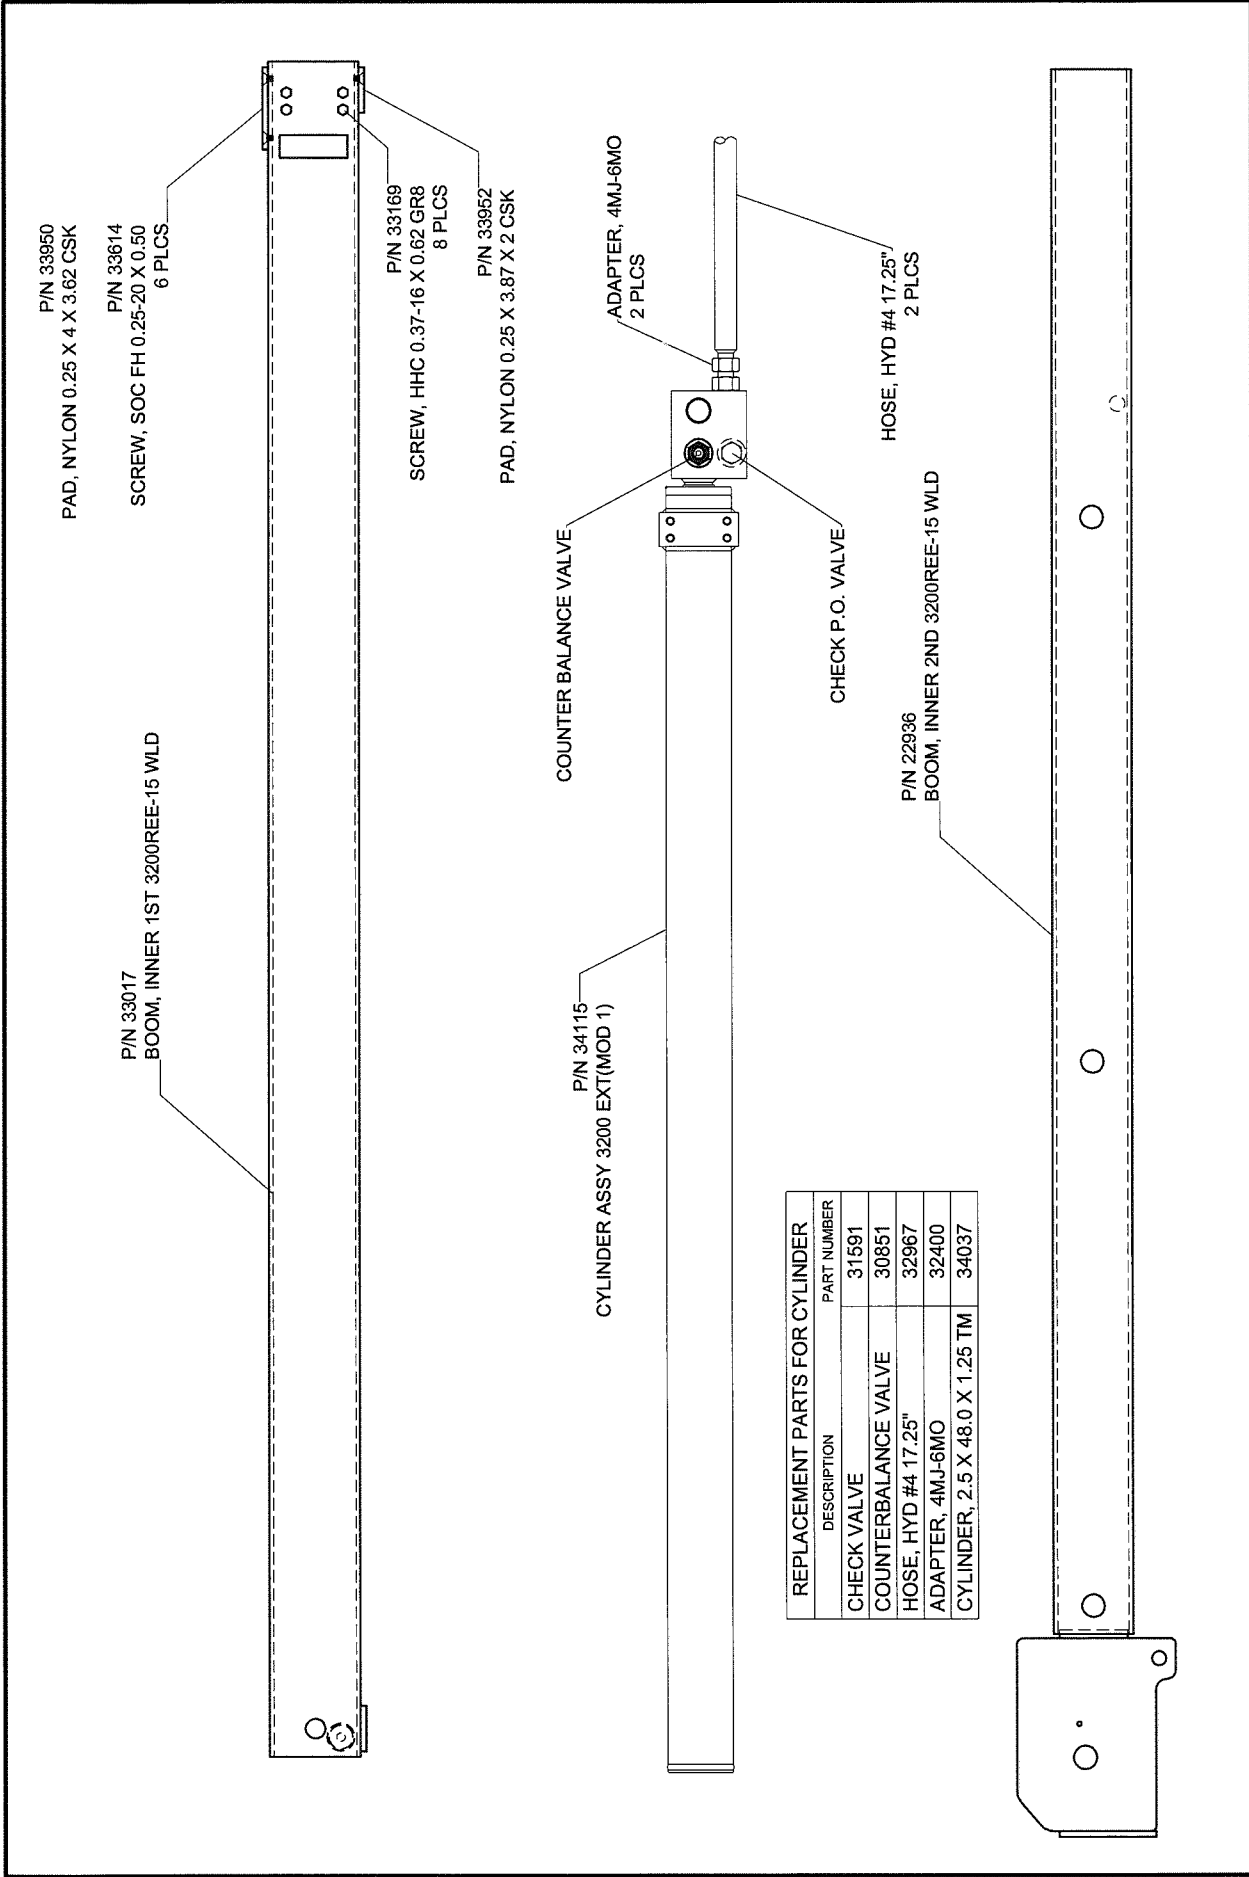 P/N 33950
PAD, NYLON 0.25 X 4 X 3.62 CSK
P/N 33614
SCREW, SOC FH 0.25-20 X 0.50
6 PLCS
P/N 33169
SCREW, HHC 0.37-16 X 0.62 GR8
8 PLCS
P/N 33952
PAD, NYLON 0.25 X 3.87 X 2 CSK
P/N 33017
BOOM, INNER 1ST 3200REE-15 WLD
ADAPTER, 4MJ-6MO
2 PLCS
HOSE, HYD #4 17.25"
2 PLCS
COUNTER BALANCE VALVE
CHECK P.O. VALVE
P/N 34115
CYLINDER ASSY 3200 EXT(MOD 1)
P/N 22936
BOOM, INNER 2ND 3200REE-15 WLD
REPLACEMENT PARTS FOR CYLINDER
DESCRIPTION PART NUMBER
CHECK VALVE 31591
COUNTERBALANCE VALVE 30851
HOSE, HYD #4 17.25" 32967
ADAPTER, 4MJ-6MO 32400
CYLINDER, 2.5 X 48.0 X 1.25 TM 34037